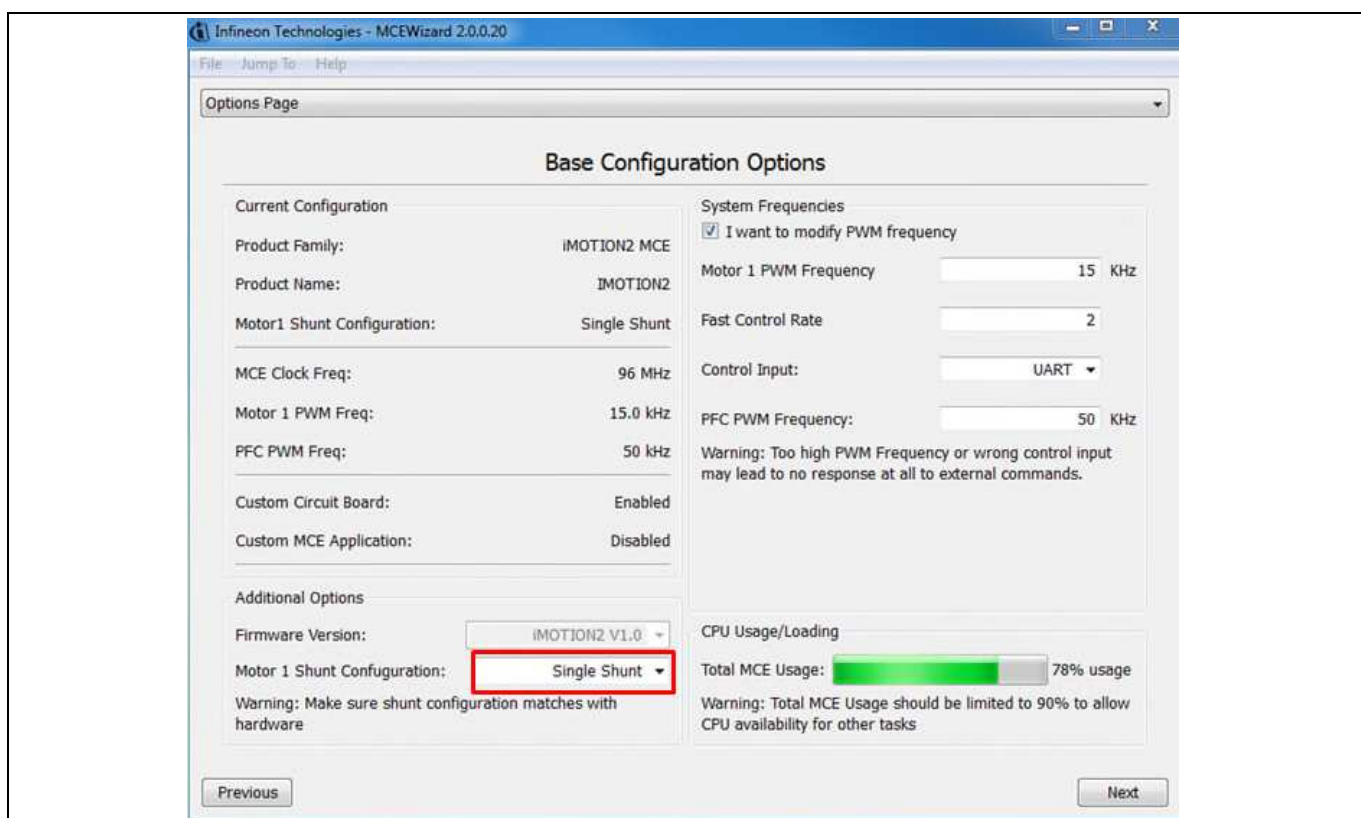 Infineon Technologies - MCEWizard 2.0.0.20
File Jump To Help
Options Page
Base Configuration Options
Current Configuration
Product Family: iMOTION2 MCE
Product Name: IMOTION2
Motor1 Shunt Configuration: Single Shunt
MCE Clock Freq: 96 MHz
Motor 1 PWM Freq: 15.0 kHz
PFC PWM Freq: 50 kHz
Custom Circuit Board: Enabled
Custom MCE Application: Disabled
Additional Options
Firmware Version: iMOTION2 V1.0
Motor 1 Shunt Confuguration: Single Shunt
Warning: Make sure shunt configuration matches with
hardware
System Frequencies
I want to modify PWM frequency
Motor 1 PWM Frequency 15 KHz
Fast Control Rate 2
Control Input: UART
PFC PWM Frequency: 50 KHz
Warning: Too high PWM Frequency or wrong control input
may lead to no response at all to external commands.
CPU Usage/Loading
Total MCE Usage: 78% usage
Warning: Total MCE Usage should be limited to 90% to allow
CPU availability for other tasks
Previous
Next